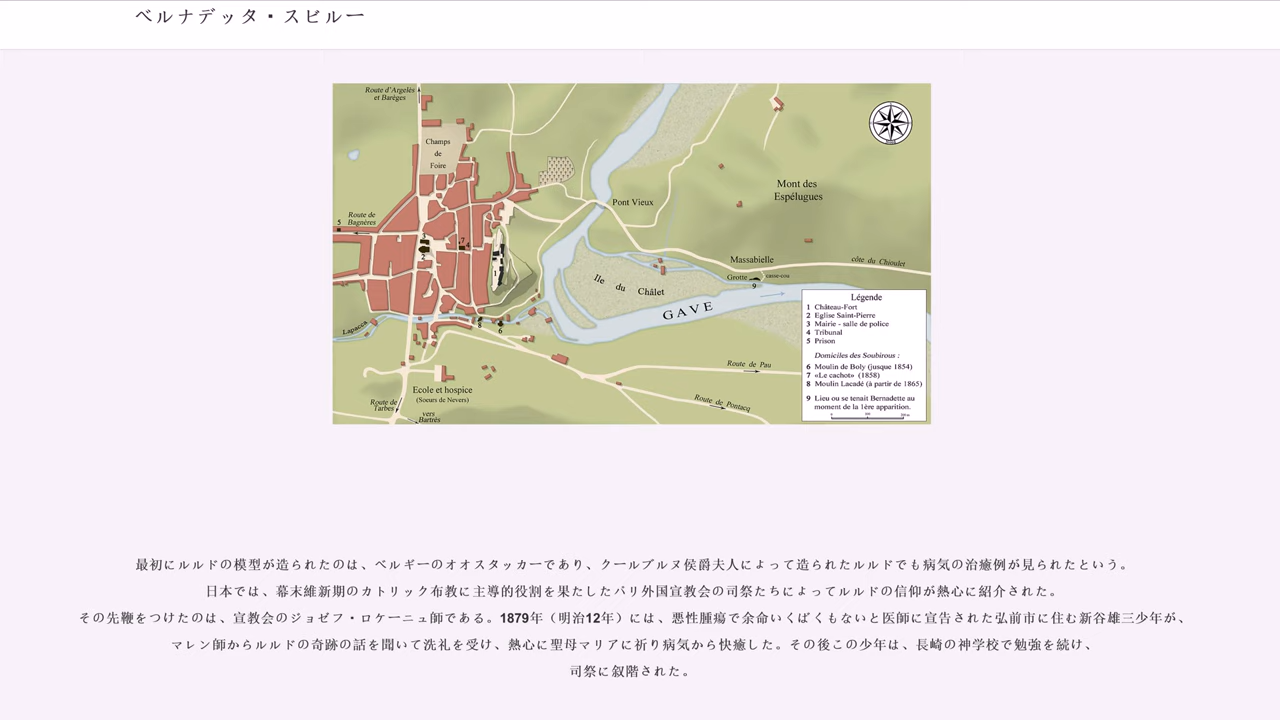 ベルナデッタ・スビルー
Route d'Argelès
et Barèges
Champs
de
Foire
Route de
Bagnères
5
3
2
7
4
1
Pont Vieux
Mont des
Espélugues
Massabielle
côte du Chioulet
Grotte
casse-cou
9
Ile du Châlet
GAVE
Lapacca
8
6
Ecole et hospice
(Soeurs de Nevers)
Route de
Tarbes
vers
Bartrès
Route de Pau
Route de Pontacq
Légende
1 Château-Fort
2 Eglise Saint-Pierre
3 Mairie - salle de police
4 Tribunal
5 Prison
Domiciles des Soubirous :
6 Moulin de Boly (jusque 1854)
7 «Le cachot» (1858)
8 Moulin Lacadé (à partir de 1865)
9 Lieu ou se tenait Bernadette au
moment de la 1ère apparition.
最初にルルドの模型が造られたのは、ベルギーのオオスタッカーであり、クールブルヌ侯爵夫人によって造られたルルドでも病気の治癒例が見られたという。
日本では、幕末維新期のカトリック布教に主導的役割を果たしたパリ外国宣教会の司祭たちによってルルドの信仰が熱心に紹介された。
その先鞭をつけたのは、宣教会のジョゼフ・ロケーニュ師である。1879年（明治12年）には、悪性腫瘍で余命いくばくもないと医師に宣告された弘前市に住む新谷雄三少年が、
マレン師からルルドの奇跡の話を聞いて洗礼を受け、熱心に聖母マリアに祈り病気から快癒した。その後この少年は、長崎の神学校で勉強を続け、
司祭に叙階された。